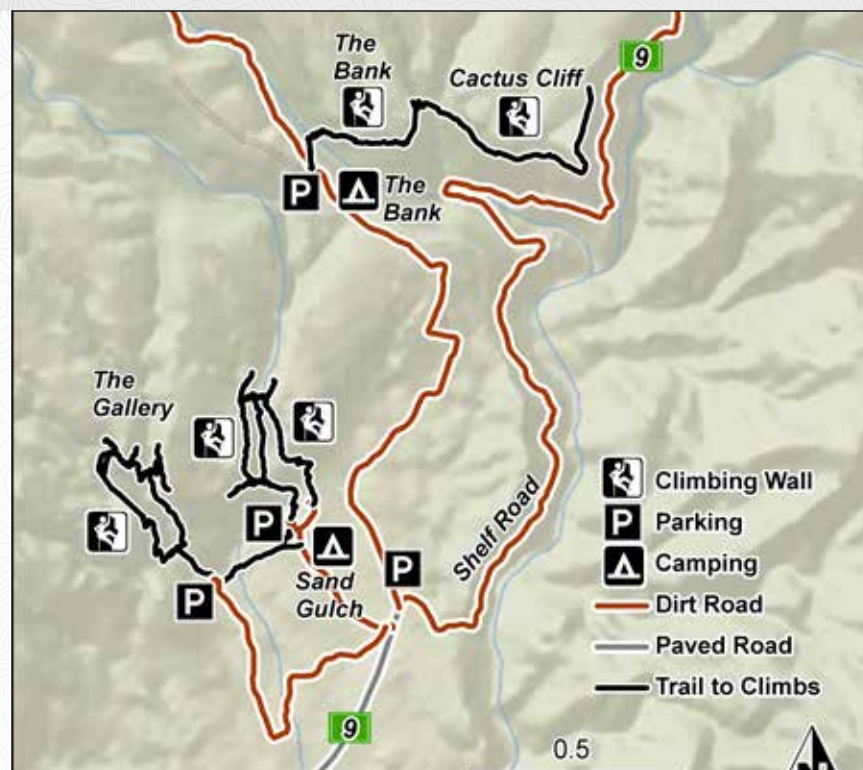 The
Bank
Cactus Cliff
9
P
The
Bank
The
Gallery
P
Sand
Gulch
P
P
Shelf Road
9
Climbing Wall
P
Parking
Camping
Dirt Road
Paved Road
Trail to Climbs
0.5